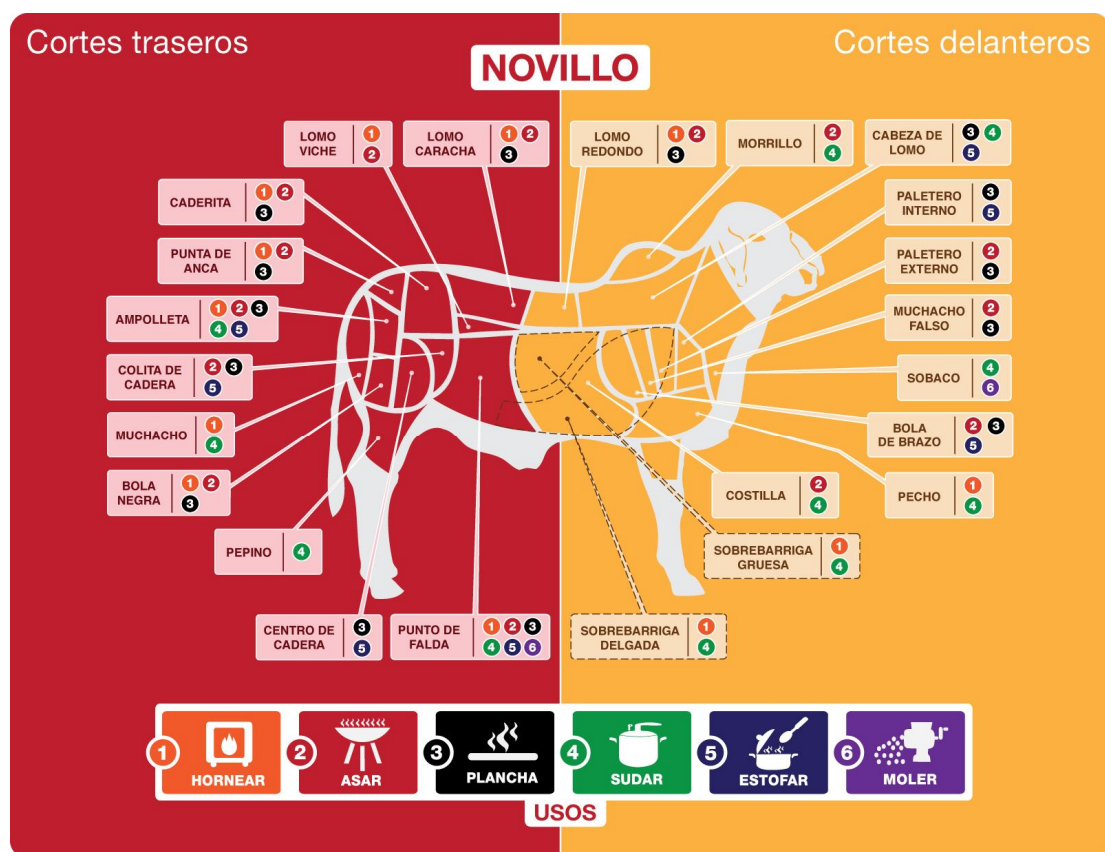 Cortes traseros
Cortes delanteros
NOVILLO
LOMO
VICHE
1
2
LOMO
CARACHA
1 2
3
LOMO
REDONDO
1 2
3
MORRILLO
2
4
CABEZA DE
LOMO
3 4
5
CADERITA
1 2
3
PALETERO
INTERNO
3
5
PUNTA DE
ANCA
1 2
3
PALETERO
EXTERNO
2
3
AMPOLLETA
1 2 3
4 5
MUCHACHO
FALSO
2
3
COLITA DE
CADERA
2 3
5
SOBACO
4
6
MUCHACHO
1
4
BOLA
DE BRAZO
2 3
5
BOLA
NEGRA
1 2
3
COSTILLA
2
4
PECHO
1
4
PEPINO
4
SOBREBARRIGA
GRUESA
1
4
CENTRO DE
CADERA
3
5
PUNTO DE
FALDA
1 2 3
4 5 6
SOBREBARRIGA
DELGADA
1
4
1 HORNEAR
2 ASAR
3 PLANCHA
4 SUDAR
5 ESTOFAR
6 MOLER
USOS